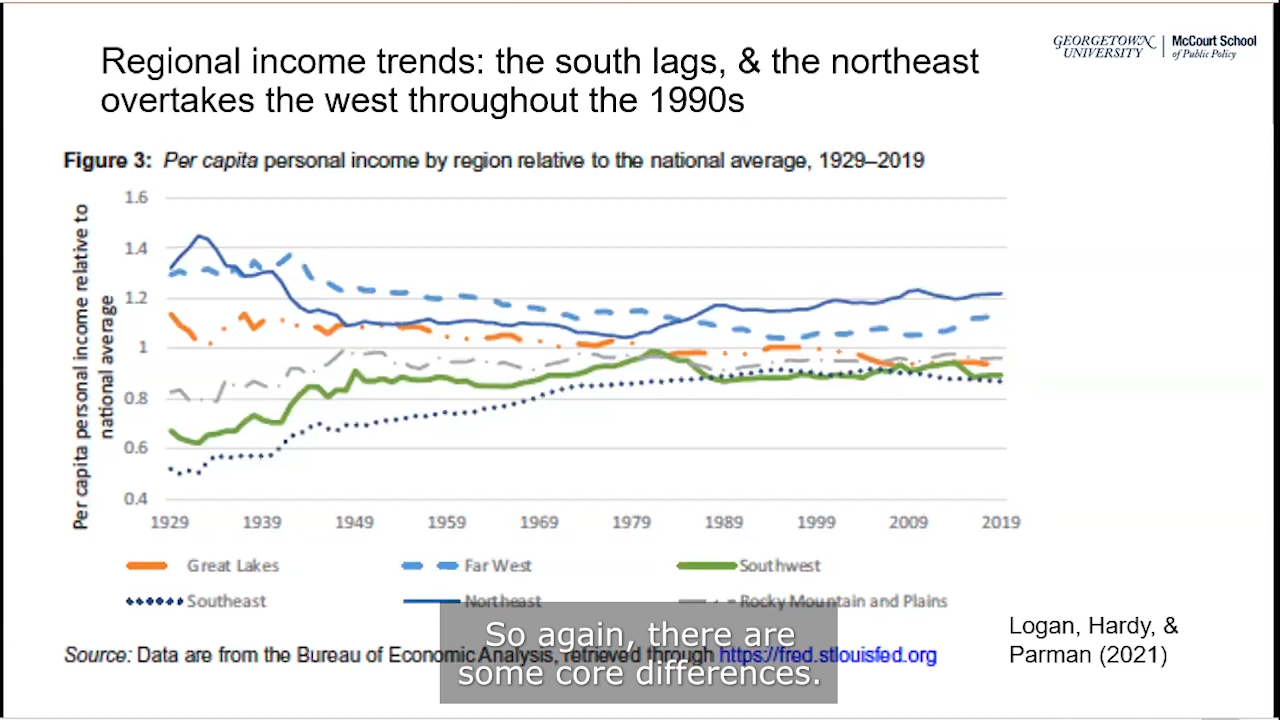 Regional income trends: the south lags, & the northeast
overtakes the west throughout the 1990s
GEORGETOWN UNIVERSITY
McCourt School of Public Policy
Figure 3: Per capita personal income by region relative to the national average, 1929–2019
Per capita personal income relative to
national average
1.6
1.4
1.2
1
0.8
0.6
0.4
1929 1939 1949 1959 1969 1979 1989 1999 2009 2019
Great Lakes Far West Southwest
Southeast Northeast Rocky Mountain and Plains
Source: Data are from the Bureau of Economic Analysis, retrieved through https://fred.stlouisfed.org
So again, there are
some core differences.
Logan, Hardy, &
Parman (2021)